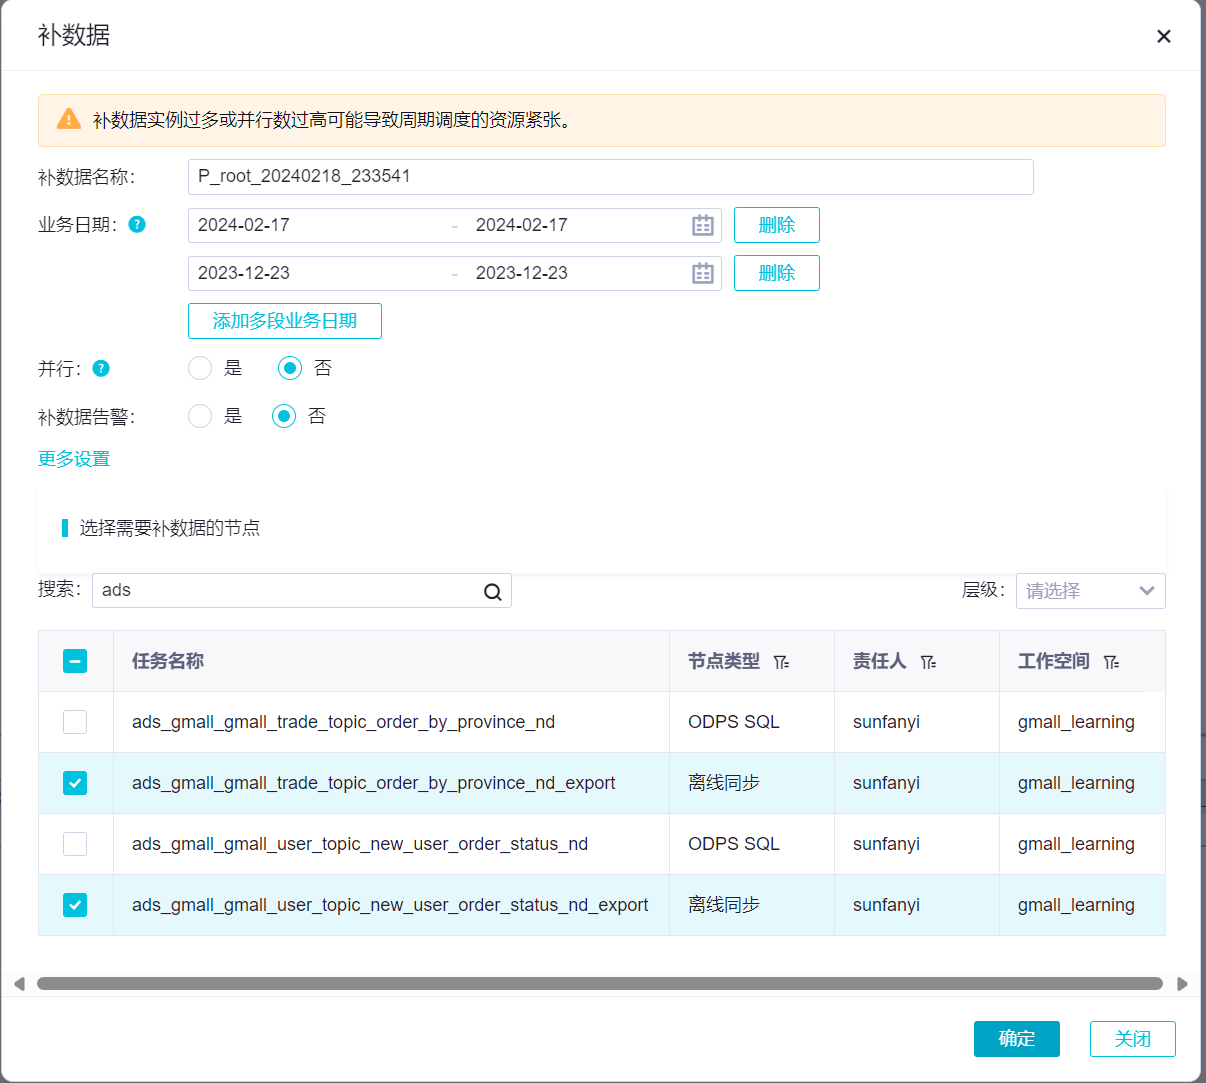 补数据
补数据实例过多或并行数过高可能导致周期调度的资源紧张。
补数据名称： P_root_20240218_233541
业务日期： ? 2024-02-17 - 2024-02-17 删除
2023-12-23 - 2023-12-23 删除
添加多段业务日期
并行： ? 是 否
补数据告警： 是 否
更多设置
选择需要补数据的节点
搜索： ads 层级： 请选择
任务名称 节点类型 责任人 工作空间
ads_gmall_gmall_trade_topic_order_by_province_nd ODPS SQL sunfanyi gmall_learning
ads_gmall_gmall_trade_topic_order_by_province_nd_export 离线同步 sunfanyi gmall_learning
ads_gmall_gmall_user_topic_new_user_order_status_nd ODPS SQL sunfanyi gmall_learning
ads_gmall_gmall_user_topic_new_user_order_status_nd_export 离线同步 sunfanyi gmall_learning
确定 关闭